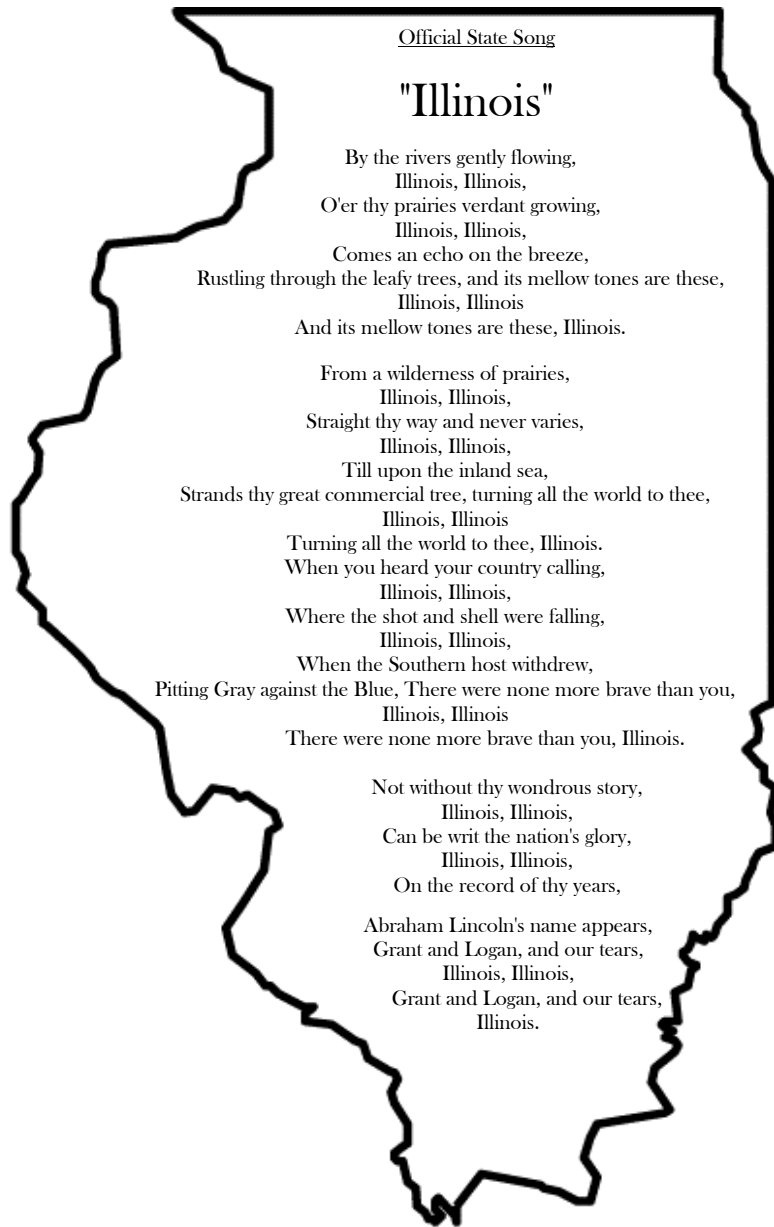 Official State Song
"Illinois"
By the rivers gently flowing,
Illinois, Illinois,
O'er thy prairies verdant growing,
Illinois, Illinois,
Comes an echo on the breeze,
Rustling through the leafy trees, and its mellow tones are these,
Illinois, Illinois
And its mellow tones are these, Illinois.
From a wilderness of prairies,
Illinois, Illinois,
Straight thy way and never varies,
Illinois, Illinois,
Till upon the inland sea,
Strands thy great commercial tree, turning all the world to thee,
Illinois, Illinois
Turning all the world to thee, Illinois.
When you heard your country calling,
Illinois, Illinois,
Where the shot and shell were falling,
Illinois, Illinois,
When the Southern host withdrew,
Pitting Gray against the Blue, There were none more brave than you,
Illinois, Illinois
There were none more brave than you, Illinois.
Not without thy wondrous story,
Illinois, Illinois,
Can be writ the nation's glory,
Illinois, Illinois,
On the record of thy years,
Abraham Lincoln's name appears,
Grant and Logan, and our tears,
Illinois, Illinois,
Grant and Logan, and our tears,
Illinois.